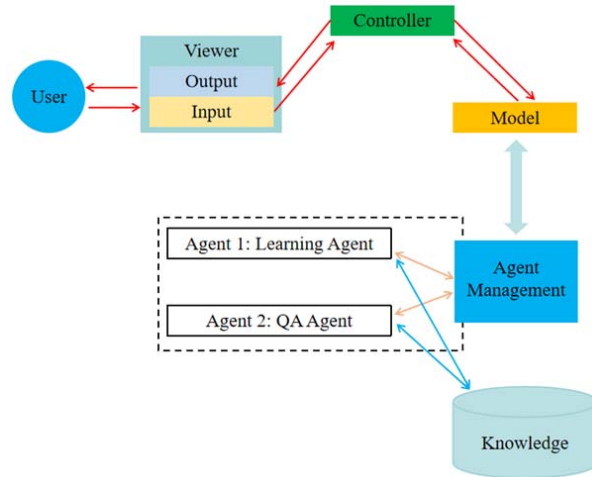 Controller
Viewer
Output
Input
User
Model
Agent 1: Learning Agent
Agent 2: QA Agent
Agent
Management
Knowledge